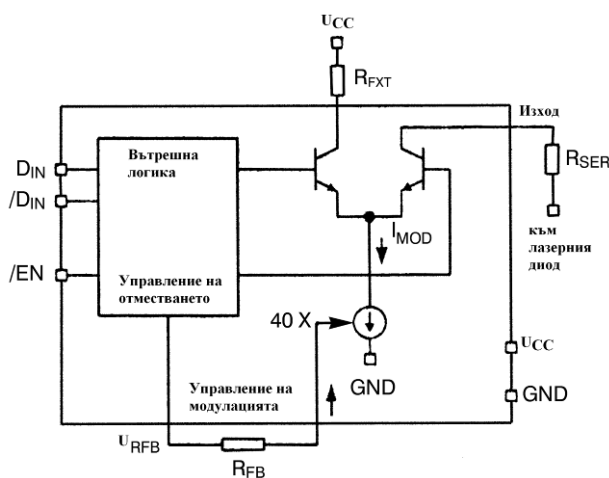 UCC
RFXT
Изход
DIN
Вътрешна
логика
RSER
/DIN
IMOD
към
лазерния
диод
/EN
Управление на
отместването
40 X
UCC
GND
GND
Управление на
модулацията
URFB
RFB